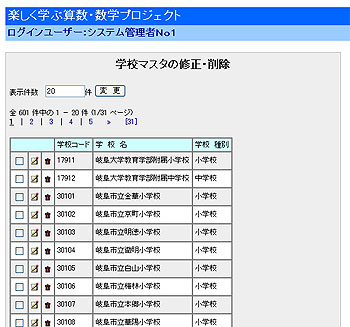 楽しく学ぶ算数・数学プロジェクト
ログインユーザー:システム管理者No1
学校マスタの修正・削除
表示件数 20 件 変 更
全 601 件中の 1 - 20 件 (1/31 ページ)
1 | 2 | 3 | 4 | 5 » [31]
学校コード 学 校 名 学校 種別
17911 岐阜大学教育学部附属小学校 小学校
17912 岐阜大学教育学部附属中学校 中学校
30101 岐阜市立金華小学校 小学校
30102 岐阜市立京町小学校 小学校
30103 岐阜市立明徳小学校 小学校
30104 岐阜市立徹明小学校 小学校
30105 岐阜市立白山小学校 小学校
30106 岐阜市立梅林小学校 小学校
30107 岐阜市立本郷小学校 小学校
30108 岐阜市立華陽小学校 小学校